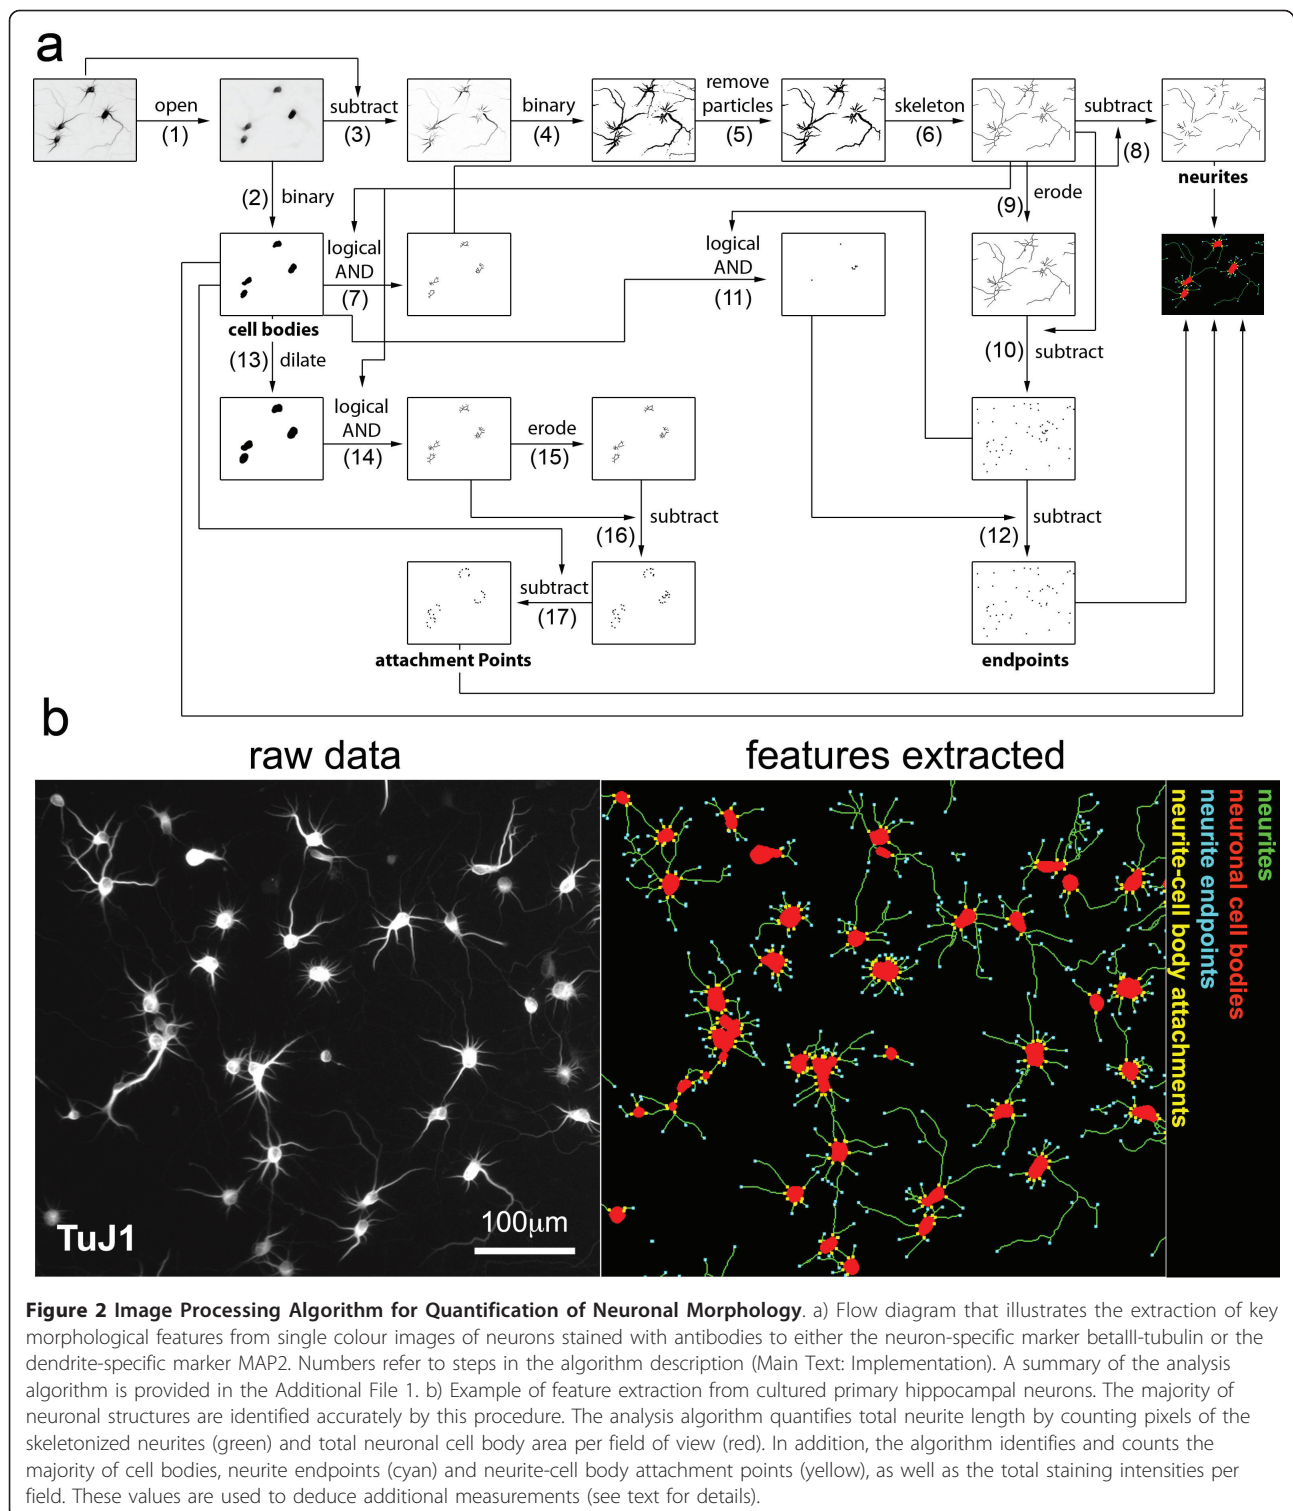 a
open
(1)
subtract
(3)
binary
(4)
remove
particles
(5)
skeleton
(6)
subtract
(8)
neurites
(2) binary
(9) erode
logical
AND
(7)
logical
AND
(11)
cell bodies
(13) dilate
(10) subtract
logical
AND
(14)
erode
(15)
(16) subtract
(12) subtract
subtract
(17)
attachment Points
endpoints
b
raw data
features extracted
TuJ1
100µm
neurites
neuronal cell bodies
neurite endpoints
neurite-cell body attachments
Figure 2 Image Processing Algorithm for Quantification of Neuronal Morphology. a) Flow diagram that illustrates the extraction of key
morphological features from single colour images of neurons stained with antibodies to either the neuron-specific marker betaIII-tubulin or the
dendrite-specific marker MAP2. Numbers refer to steps in the algorithm description (Main Text: Implementation). A summary of the analysis
algorithm is provided in the Additional File 1. b) Example of feature extraction from cultured primary hippocampal neurons. The majority of
neuronal structures are identified accurately by this procedure. The analysis algorithm quantifies total neurite length by counting pixels of the
skeletonized neurites (green) and total neuronal cell body area per field of view (red). In addition, the algorithm identifies and counts the
majority of cell bodies, neurite endpoints (cyan) and neurite-cell body attachment points (yellow), as well as the total staining intensities per
field. These values are used to deduce additional measurements (see text for details).